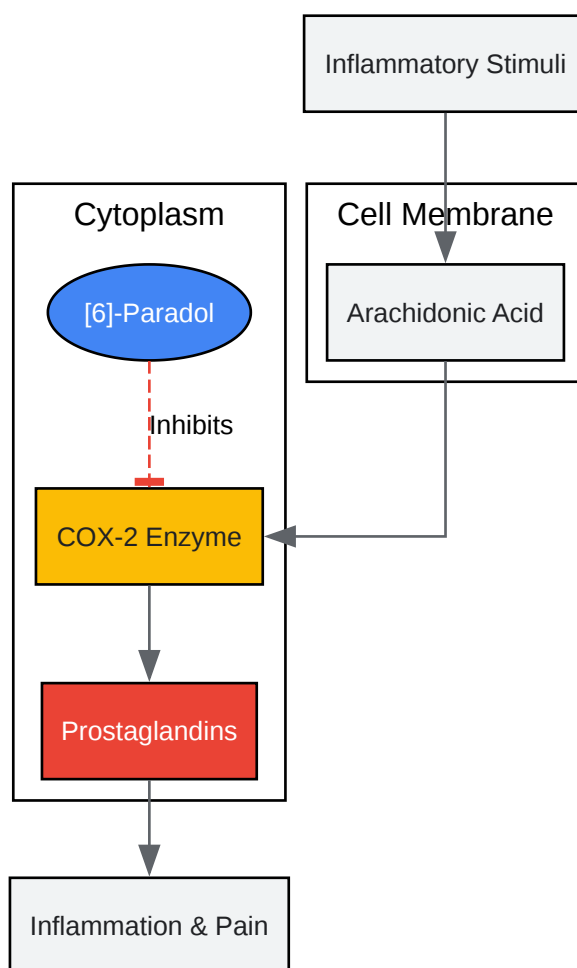 Inflammatory Stimuli
Cytoplasm
Cell Membrane
[6]-Paradol
Arachidonic Acid
Inhibits
COX-2 Enzyme
Prostaglandins
Inflammation & Pain